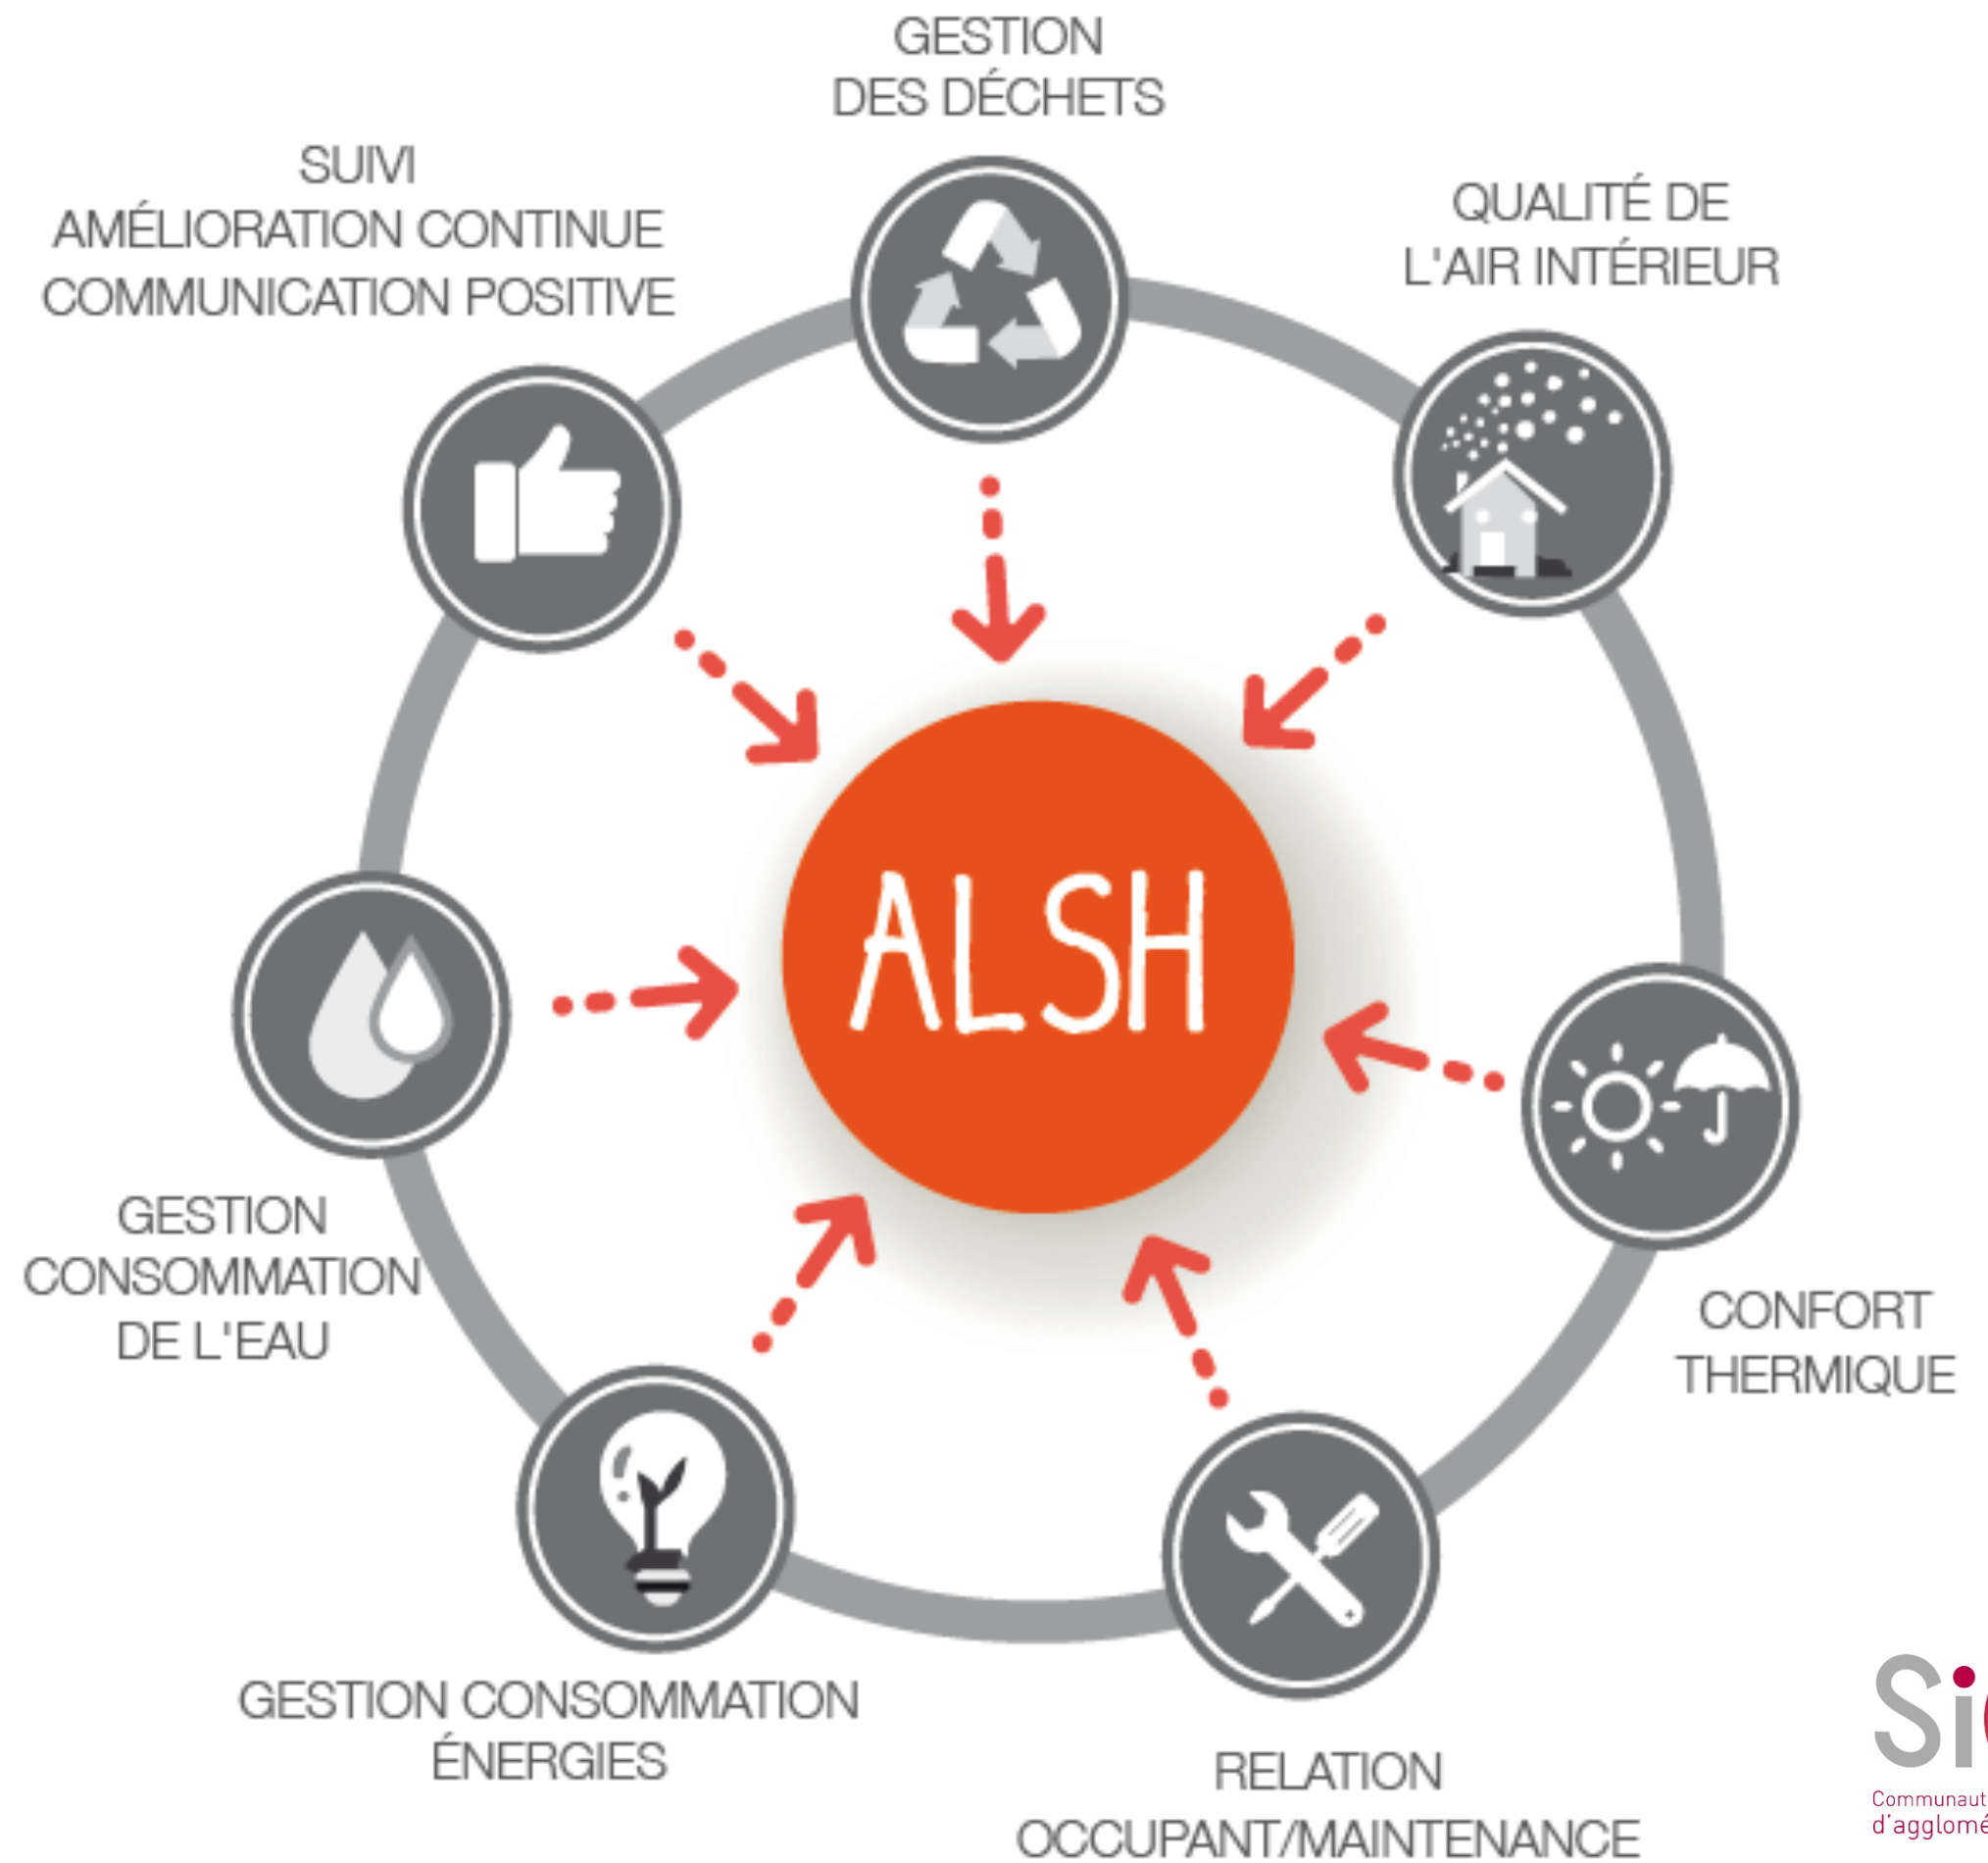 GESTION
DES DÉCHETS
SUIVI
AMÉLIORATION CONTINUE
COMMUNICATION POSITIVE
QUALITÉ DE
L'AIR INTÉRIEUR
ALSH
GESTION
CONSOMMATION
DE L'EAU
CONFORT
THERMIQUE
GESTION CONSOMMATION
ÉNERGIES
RELATION
OCCUPANT/MAINTENANCE